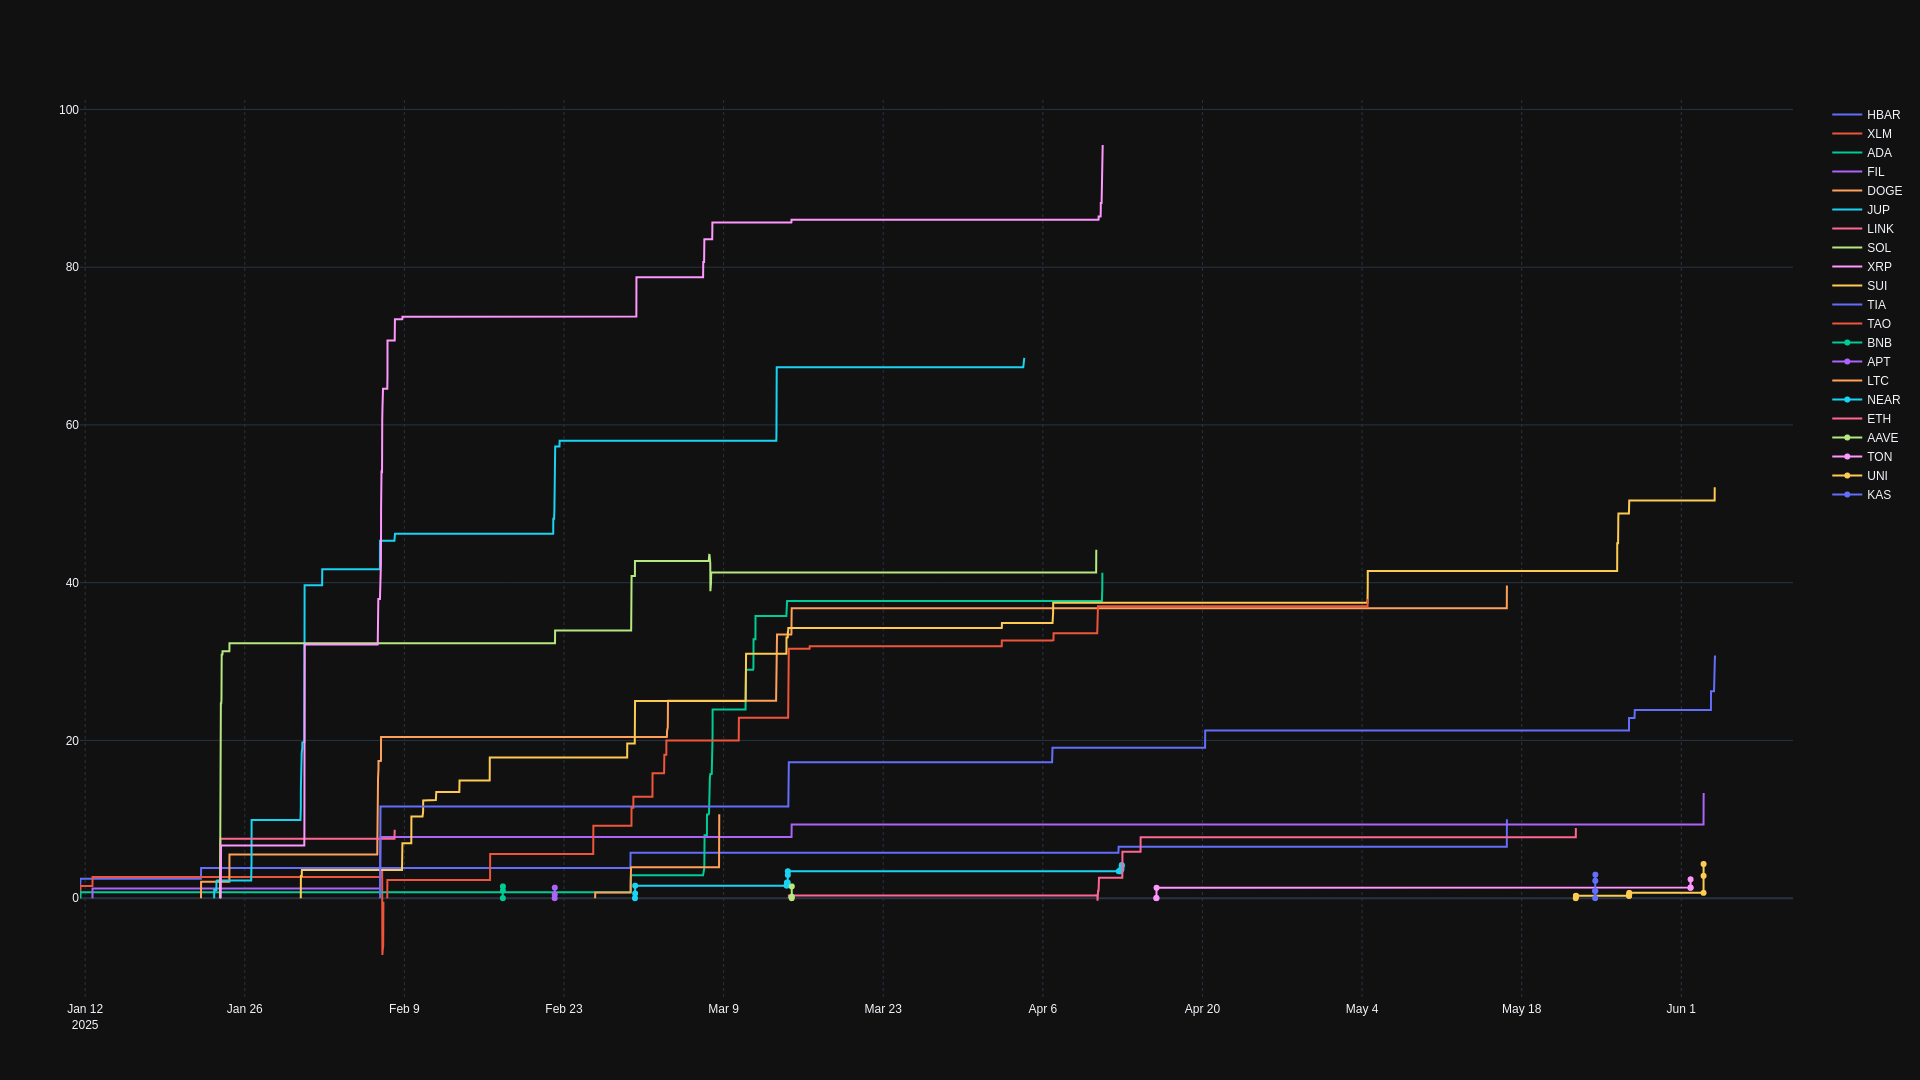 100
80
60
40
20
0
Jan 12
2025
Jan 26
Feb 9
Feb 23
Mar 9
Mar 23
Apr 6
Apr 20
May 4
May 18
Jun 1
HBAR
XLM
ADA
FIL
DOGE
JUP
LINK
SOL
XRP
SUI
TIA
TAO
BNB
APT
LTC
NEAR
ETH
AAVE
TON
UNI
KAS